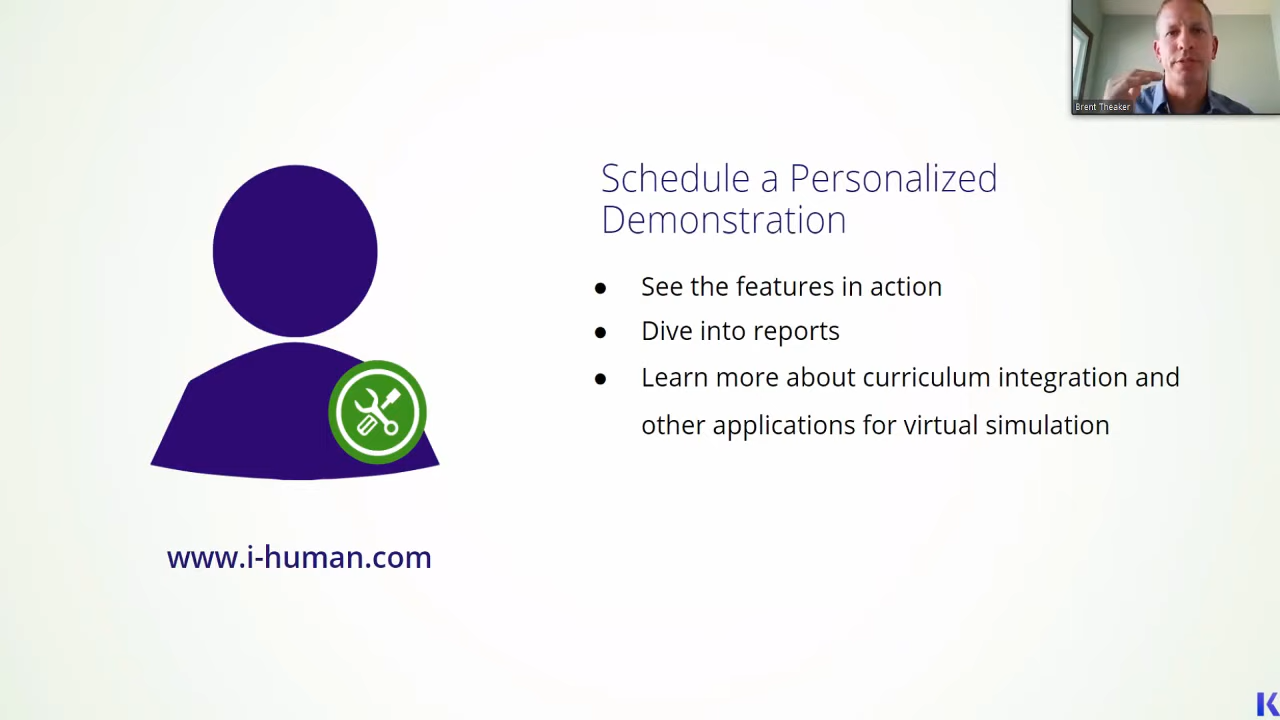 Brent Theaker
Schedule a Personalized
Demonstration
● See the features in action
● Dive into reports
● Learn more about curriculum integration and
other applications for virtual simulation
www.i-human.com
K